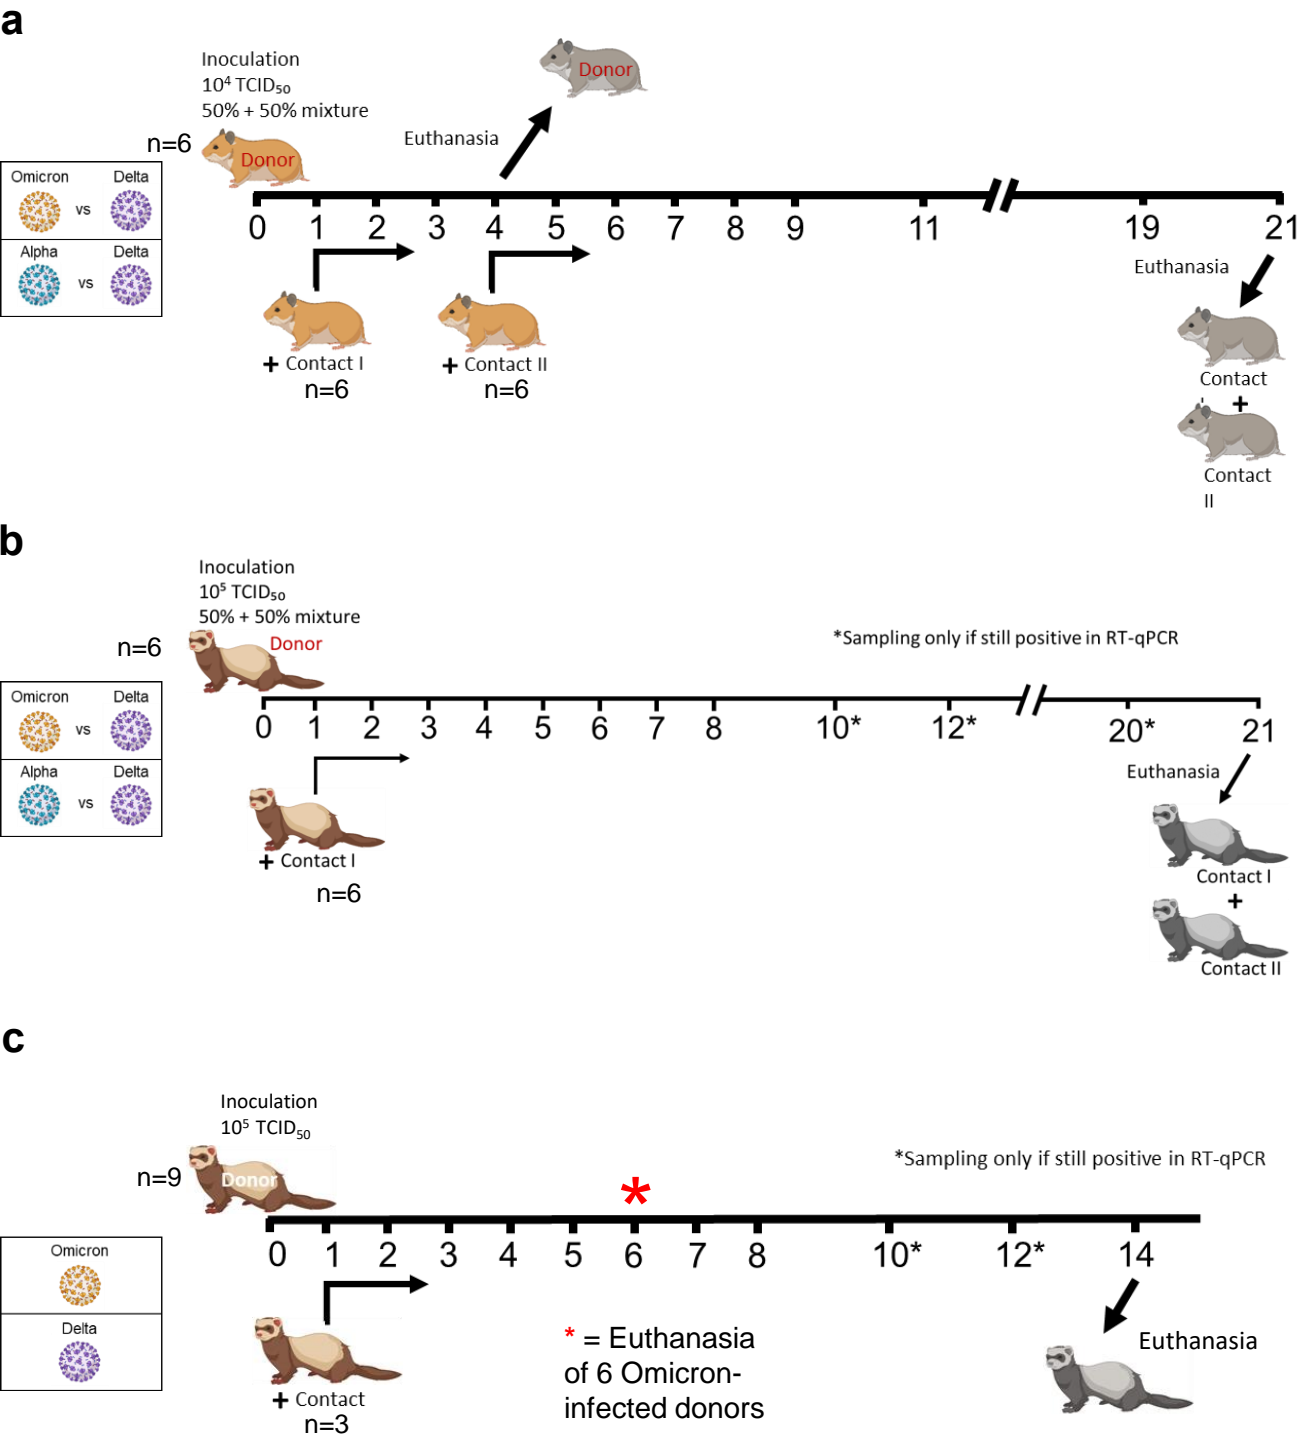 a
Inoculation
10⁴ TCID₅₀
50% + 50% mixture
n=6
Donor
Euthanasia
Donor
Omicron
Delta
vs
Alpha
Delta
vs
0 1 2 3 4 5 6 7 8 9 11 19 21
+ Contact I
n=6
+ Contact II
n=6
Euthanasia
Contact
+
Contact
II
b
Inoculation
10⁵ TCID₅₀
50% + 50% mixture
n=6
Donor
*Sampling only if still positive in RT-qPCR
Omicron
Delta
vs
Alpha
Delta
vs
0 1 2 3 4 5 6 7 8 10* 12* 20* 21
+ Contact I
n=6
Euthanasia
Contact I
+
Contact II
c
Inoculation
10⁵ TCID₅₀
n=9
Donor
*Sampling only if still positive in RT-qPCR
*
Omicron
Delta
0 1 2 3 4 5 6 7 8 10* 12* 14
+ Contact
n=3
* = Euthanasia
of 6 Omicron-
infected donors
Euthanasia